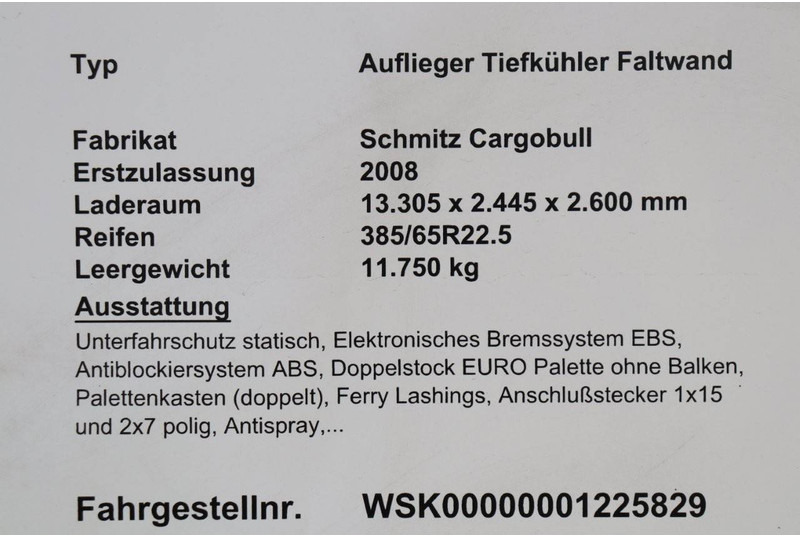 Typ Auflieger Tiefkühler Faltwand
Fabrikat Schmitz Cargobull
Erstzulassung 2008
Laderaum 13.305 x 2.445 x 2.600 mm
Reifen 385/65R22.5
Leergewicht 11.750 kg
Ausstattung
Unterfahrschutz statisch, Elektronisches Bremssystem EBS,
Antiblockiersystem ABS, Doppelstock EURO Palette ohne Balken,
Palettenkasten (doppelt), Ferry Lashings, Anschlußstecker 1x15
und 2x7 polig, Antispray,...
Fahrgestellnr. WSK00000001225829